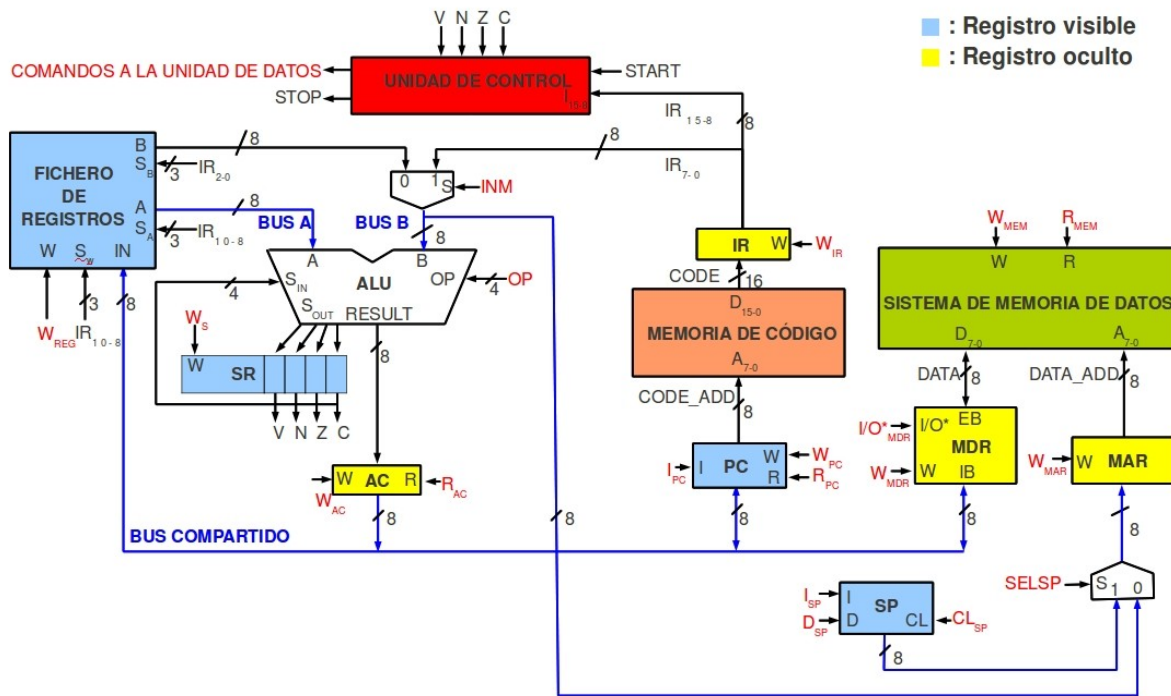 V N Z C
: Registro visible
: Registro oculto
COMANDOS A LA UNIDAD DE DATOS
STOP
UNIDAD DE CONTROL
I15-8
START
IR15-8
8
B
SB
3
IR2-0
8
FICHERO
DE
REGISTROS
A
SA
3
IR10-8
8
BUS A
W SW IN
WREG
IR10-8
3
8
0 1
S
INM
BUS B
8
8
IR7-0
IR
W
WIR
CODE
16
D15-0
MEMORIA DE CÓDIGO
A7-0
CODE_ADD
8
WMEM RMEM
W R
SISTEMA DE MEMORIA DE DATOS
D7-0 A7-0
DATA
8
DATA_ADD
8
A B
SIN
ALU
OP
4
OP
SOUT
RESULT
4
8
WS
W
SR
V N Z C
W AC R
WAC
RAC
8
IPC
I PC W
R
WPC
RPC
8
I/O*MDR
I/O* EB
MDR
WMDR
W IB
8
WMAR
W MAR
8
BUS COMPARTIDO
8
SELSP
S 1 0
ISP
DSP
I
D
SP
CL
CLSP
8